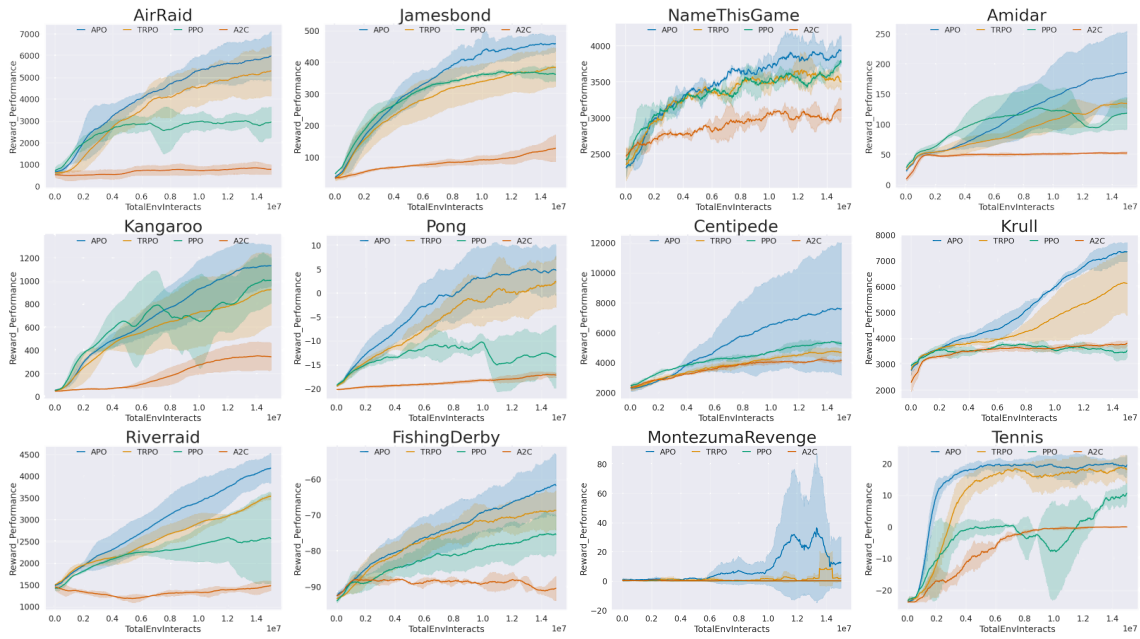 AirRaid
APO TRPO PPO A2C
Reward_Performance
7000
6000
5000
4000
3000
2000
1000
0
0.0 0.2 0.4 0.6 0.8 1.0 1.2 1.4 1e7
TotalEnvInteracts
Jamesbond
APO TRPO PPO A2C
Reward_Performance
500
400
300
200
100
0.0 0.2 0.4 0.6 0.8 1.0 1.2 1.4 1e7
TotalEnvInteracts
NameThisGame
APO TRPO PPO A2C
Reward_Performance
4000
3500
3000
2500
0.0 0.2 0.4 0.6 0.8 1.0 1.2 1.4 1e7
TotalEnvInteracts
Amidar
APO TRPO PPO A2C
Reward_Performance
250
200
150
100
50
0
0.0 0.2 0.4 0.6 0.8 1.0 1.2 1.4 1e7
TotalEnvInteracts
Kangaroo
APO TRPO PPO A2C
Reward_Performance
1200
1000
800
600
400
200
0
0.0 0.2 0.4 0.6 0.8 1.0 1.2 1.4 1e7
TotalEnvInteracts
Pong
APO TRPO PPO A2C
Reward_Performance
10
5
0
−5
−10
−15
−20
0.0 0.2 0.4 0.6 0.8 1.0 1.2 1.4 1e7
TotalEnvInteracts
Centipede
APO TRPO PPO A2C
Reward_Performance
12000
10000
8000
6000
4000
2000
0.0 0.2 0.4 0.6 0.8 1.0 1.2 1.4 1e7
TotalEnvInteracts
Krull
APO TRPO PPO A2C
Reward_Performance
8000
7000
6000
5000
4000
3000
2000
0.0 0.2 0.4 0.6 0.8 1.0 1.2 1.4 1e7
TotalEnvInteracts
Riverraid
APO TRPO PPO A2C
Reward_Performance
4500
4000
3500
3000
2500
2000
1500
1000
0.0 0.2 0.4 0.6 0.8 1.0 1.2 1.4 1e7
TotalEnvInteracts
FishingDerby
APO TRPO PPO A2C
Reward_Performance
−60
−70
−80
−90
0.0 0.2 0.4 0.6 0.8 1.0 1.2 1.4 1e7
TotalEnvInteracts
MontezumaRevenge
APO TRPO PPO A2C
Reward_Performance
80
60
40
20
0
−20
0.0 0.2 0.4 0.6 0.8 1.0 1.2 1.4 1e7
TotalEnvInteracts
Tennis
APO TRPO PPO A2C
Reward_Performance
20
10
0
−10
−20
0.0 0.2 0.4 0.6 0.8 1.0 1.2 1.4 1e7
TotalEnvInteracts